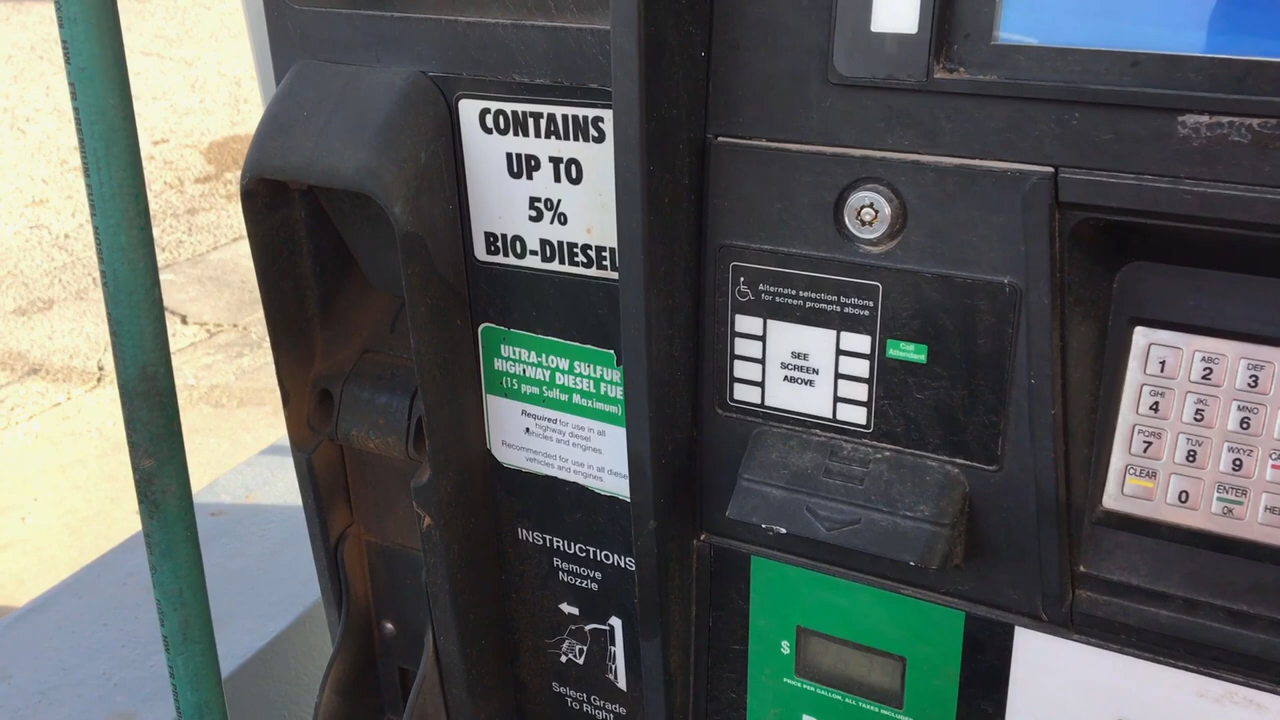 CONTAINS
UP TO
5%
BIO-DIESEL
ULTRA-LOW SULFUR
HIGHWAY DIESEL FUE
(15 ppm Sulfur Maximum)
Required for use in all
highway diesel
vehicles and engines.
Recommended for use in all diese
vehicles and engines.
INSTRUCTIONS
Remove
Nozzle
Select Grade
To Right
Alternate selection buttons
for screen prompts above
SEE
SCREEN
ABOVE
Call
Attendant
1
ABC
2
DEF
3
GHI
4
JKL
5
MNO
6
PQRS
7
TUV
8
WXYZ
9
CLEAR
0
ENTER
OK
$
PRICE PER GALLON, ALL TAXES INCLUDED